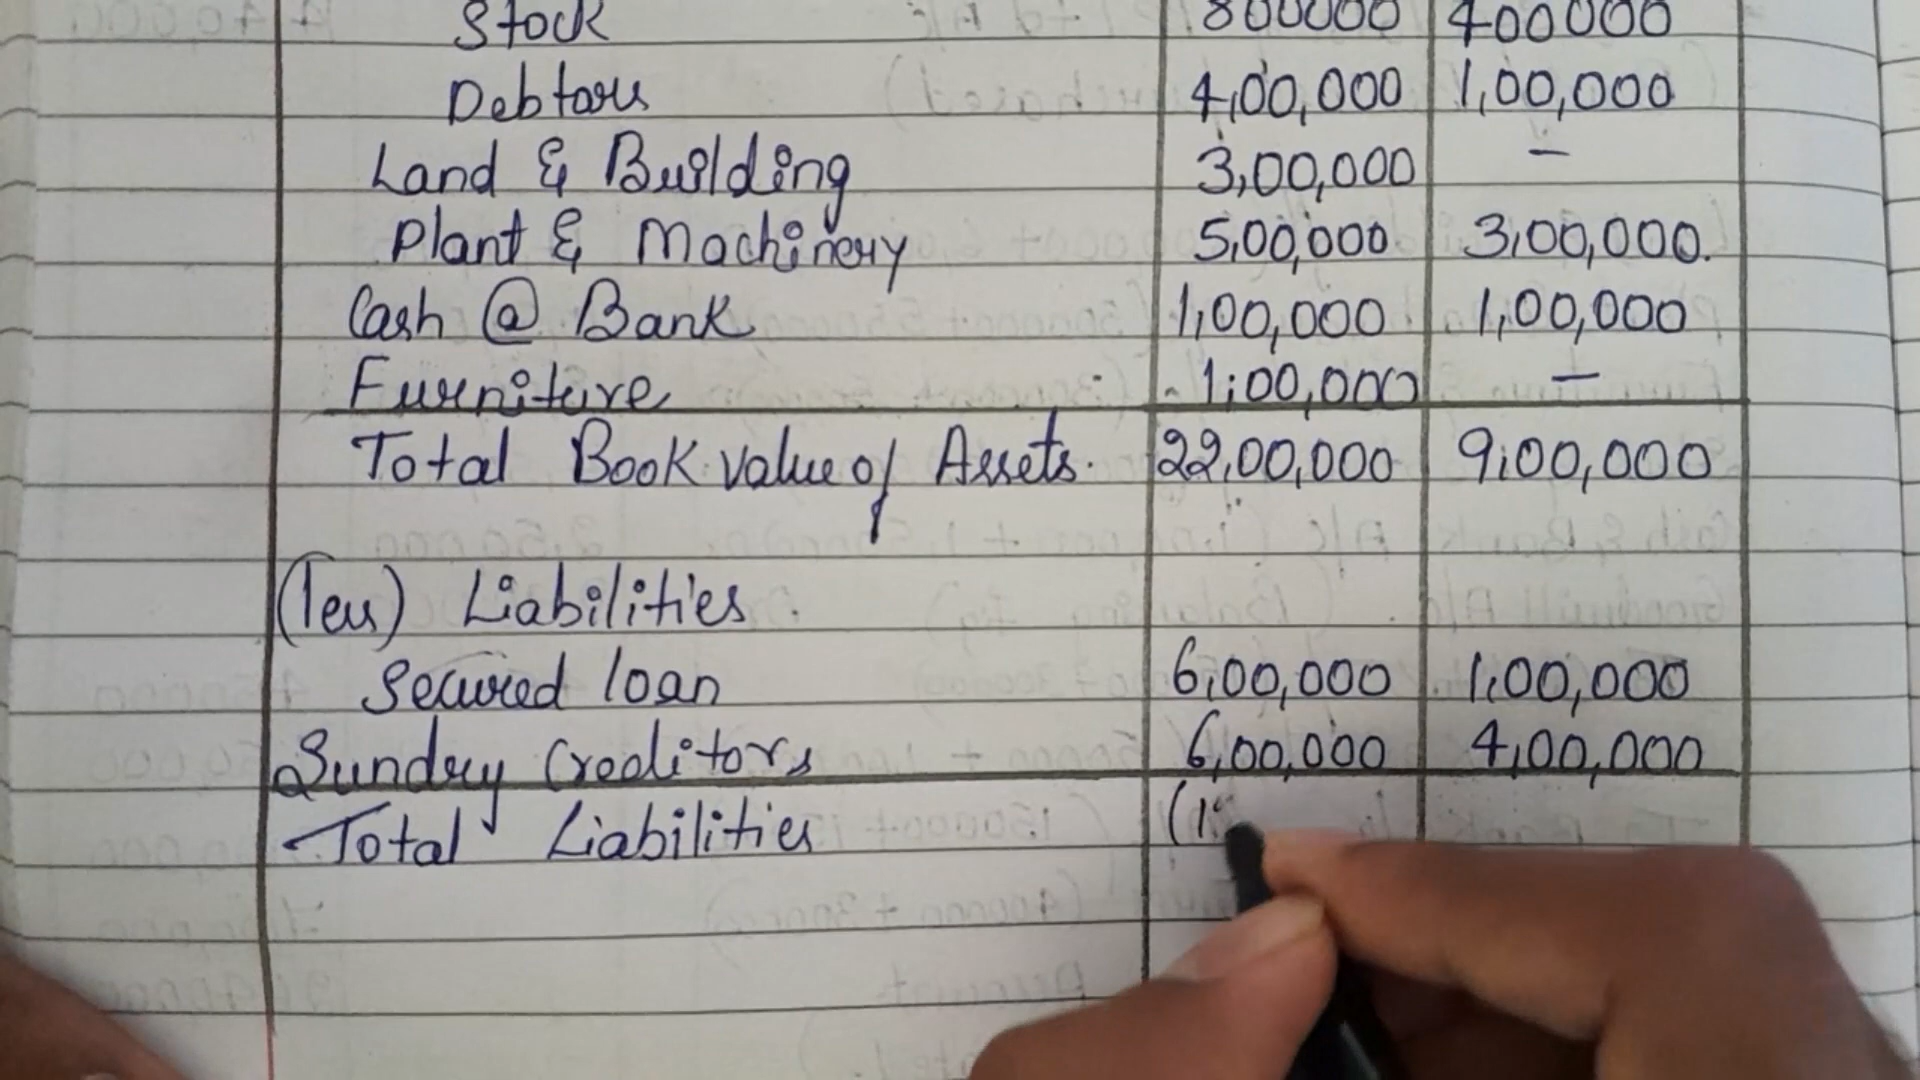 Stock 800000 400000
Debtors 4,00,000 1,00,000
Land & Building 3,00,000 –
Plant & Machinery 5,00,000 3,00,000.
Cash @ Bank 1,00,000 1,00,000
Furniture 1,00,000 –
Total Book value of Assets. 22,00,000 9,00,000
(less) Liabilities
Secured loan 6,00,000 1,00,000
Sundry Creditors 6,00,000 4,00,000
Total Liabilities (1